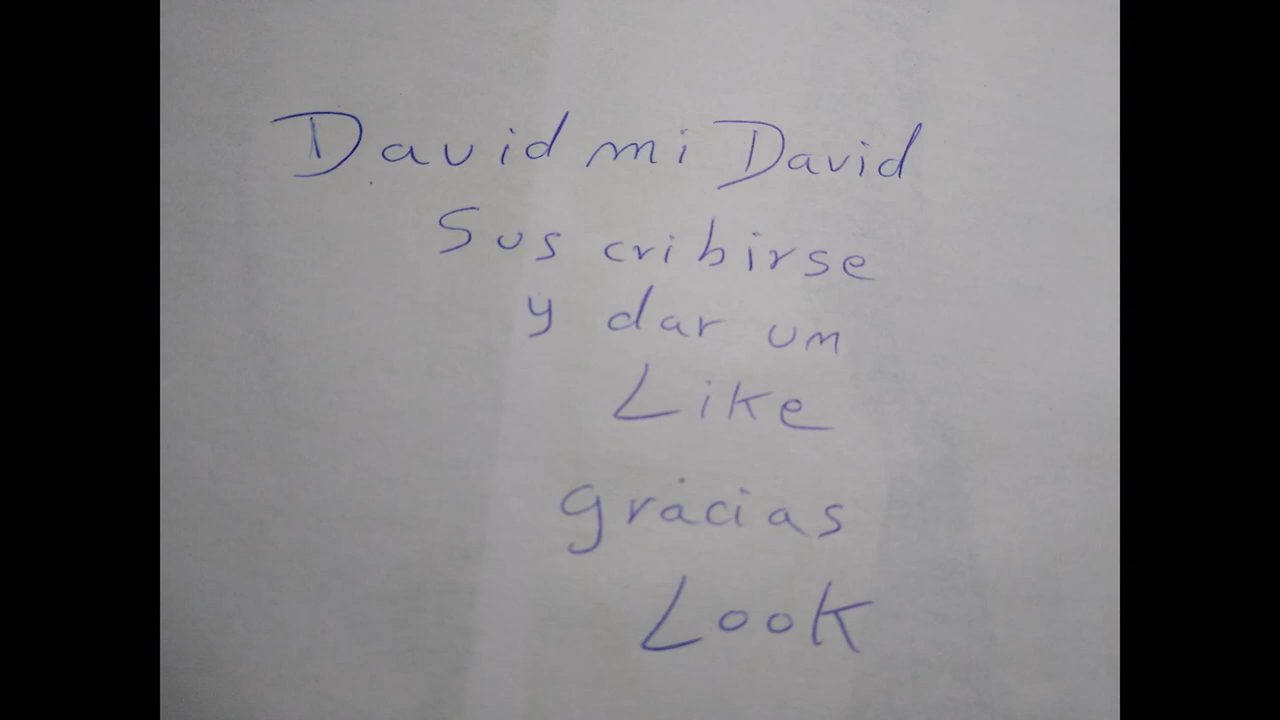 David mi David
Sus cribirse
y dar um
Like
grácias
Look